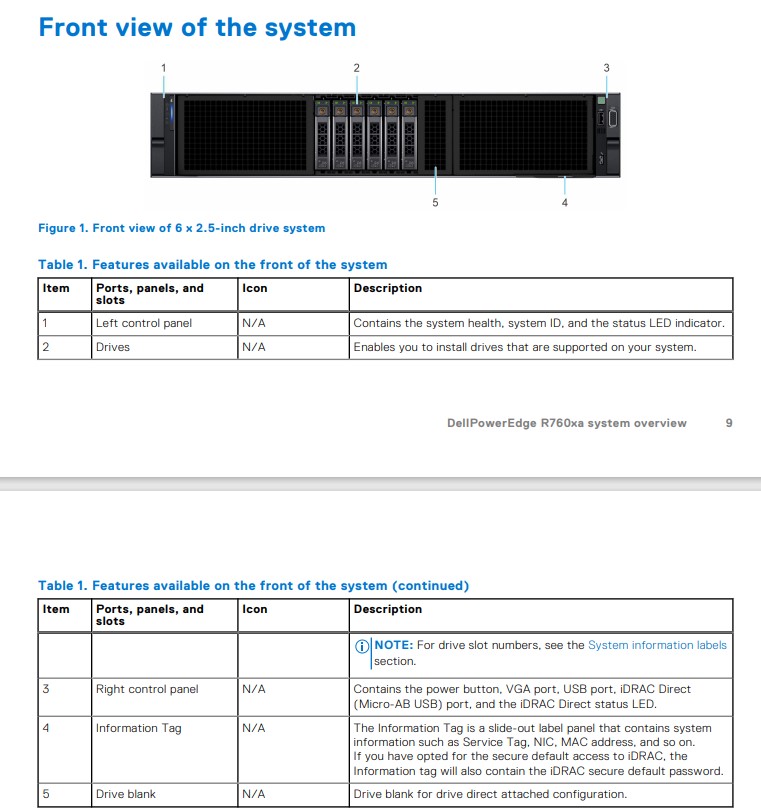 Front view of the system
1 2 3
5 4
Figure 1. Front view of 6 x 2.5-inch drive system
Table 1. Features available on the front of the system
Item Ports, panels, and slots Icon Description
1 Left control panel N/A Contains the system health, system ID, and the status LED indicator.
2 Drives N/A Enables you to install drives that are supported on your system.
DellPowerEdge R760xa system overview 9
Table 1. Features available on the front of the system (continued)
Item Ports, panels, and slots Icon Description
NOTE: For drive slot numbers, see the System information labels
section.
3 Right control panel N/A Contains the power button, VGA port, USB port, iDRAC Direct
(Micro-AB USB) port, and the iDRAC Direct status LED.
4 Information Tag N/A The Information Tag is a slide-out label panel that contains system
information such as Service Tag, NIC, MAC address, and so on.
If you have opted for the secure default access to iDRAC, the
Information tag will also contain the iDRAC secure default password.
5 Drive blank N/A Drive blank for drive direct attached configuration.